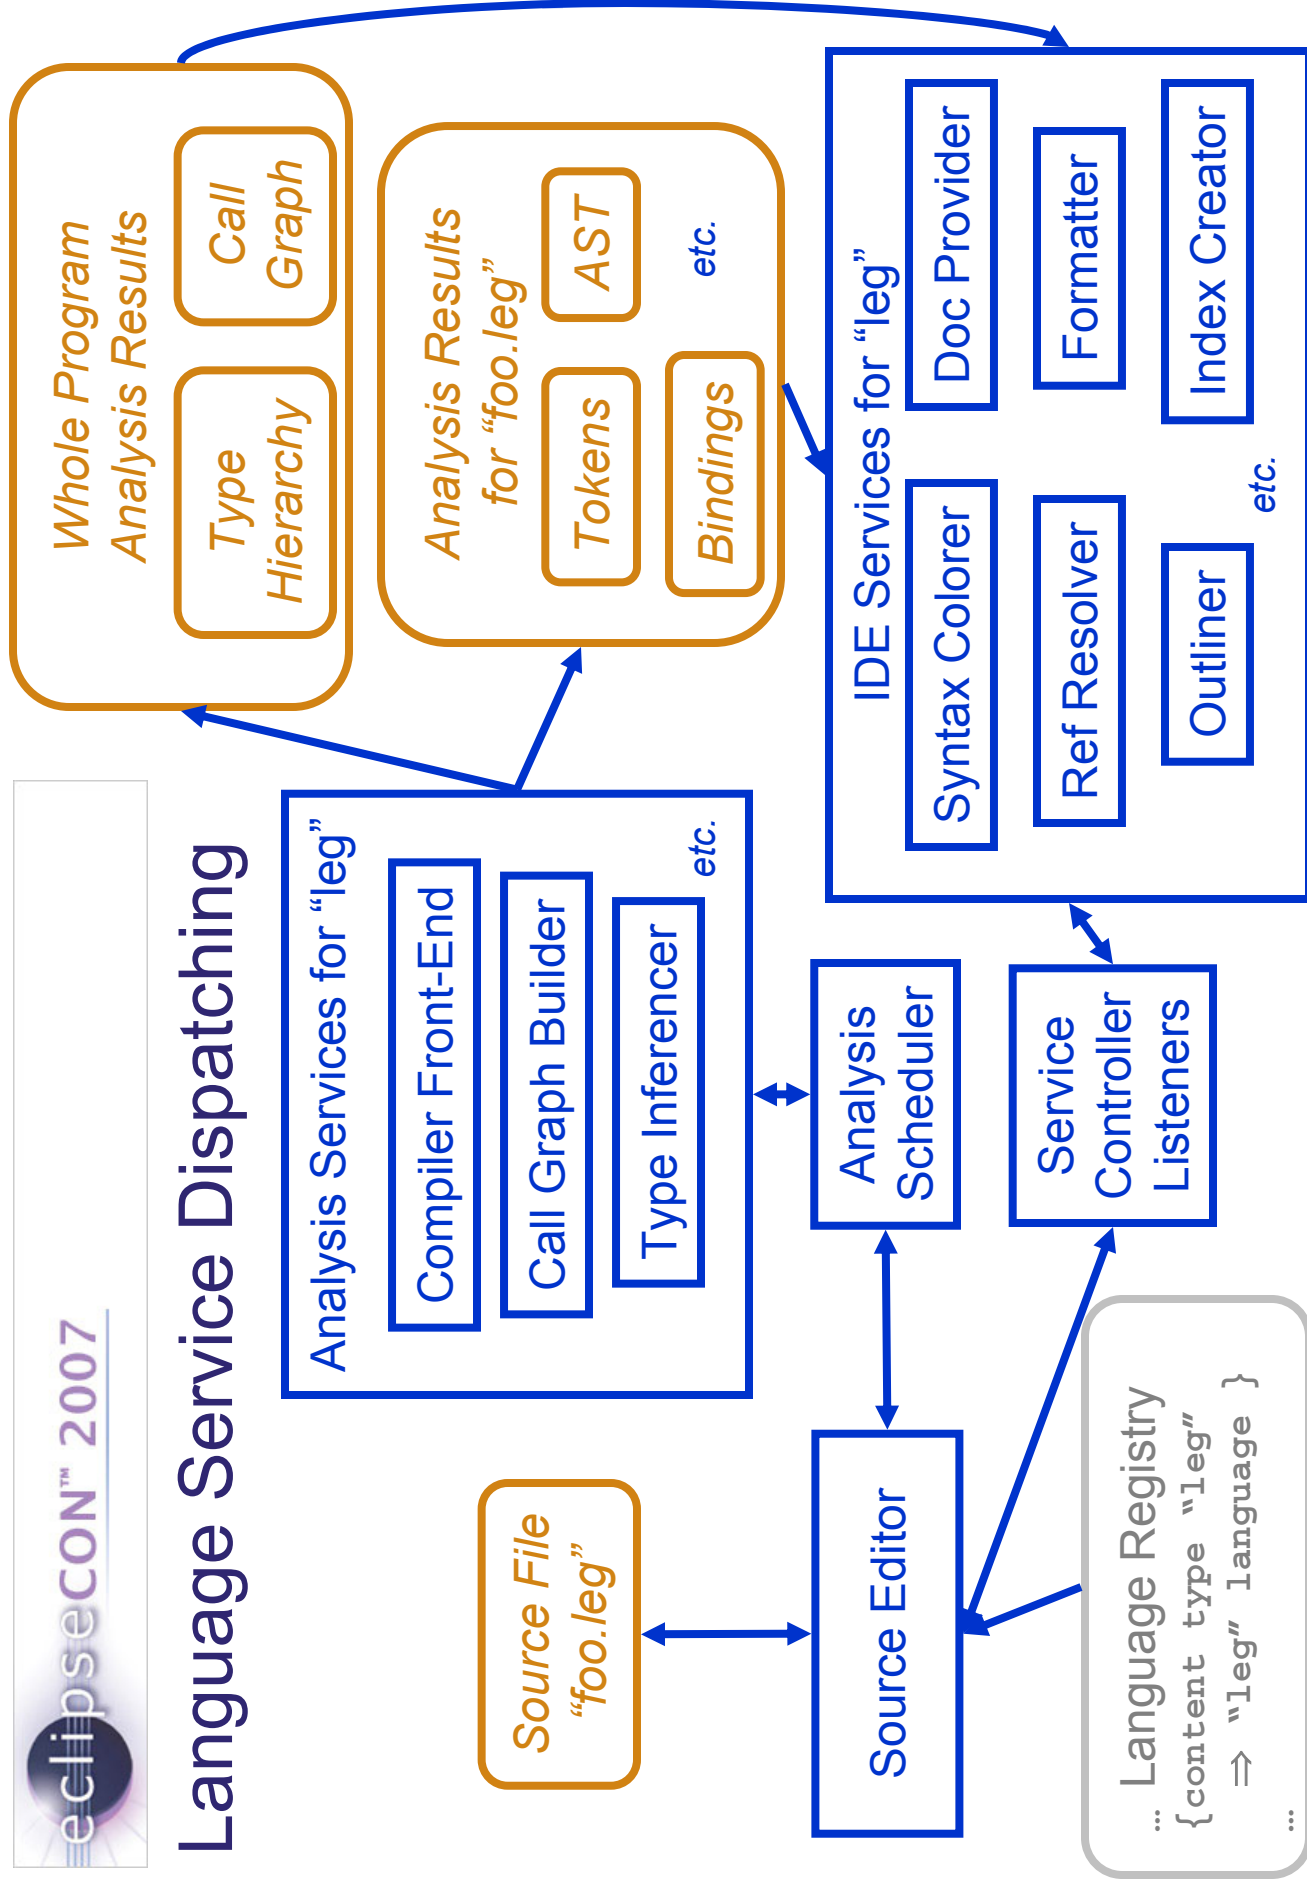 eclipseCON™ 2007
Language Service Dispatching
Source File
“foo.leg”
Source Editor
Language Registry
…
{content type “leg”
⇒ “leg” language }
…
Analysis Services for “leg”
Compiler Front-End
Call Graph Builder
Type Inferencer
etc.
Analysis
Scheduler
Service
Controller
Listeners
Whole Program
Analysis Results
Type
Hierarchy
Call
Graph
Analysis Results
for “foo.leg”
Tokens
AST
Bindings
etc.
IDE Services for “leg”
Syntax Colorer
Doc Provider
Ref Resolver
Formatter
Outliner
Index Creator
etc.